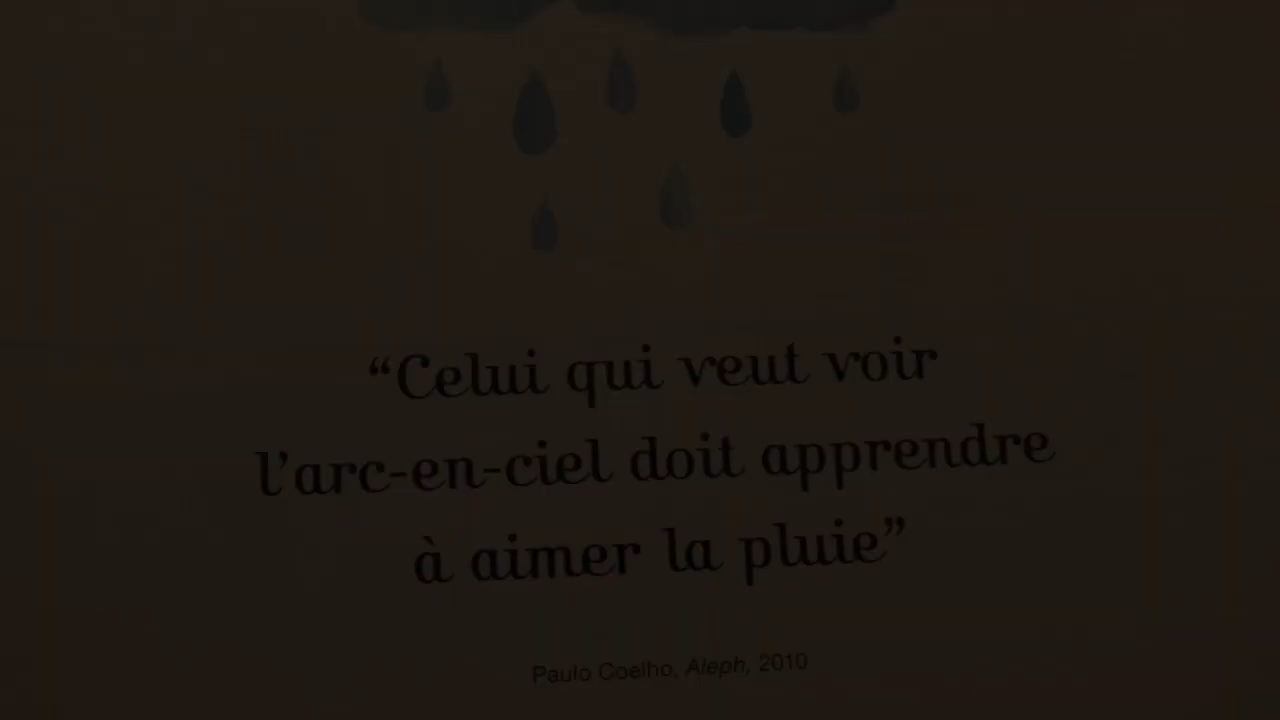 “Celui qui veut voir
l’arc-en-ciel doit apprendre
à aimer la pluie”
Paulo Coelho, Aleph, 2010